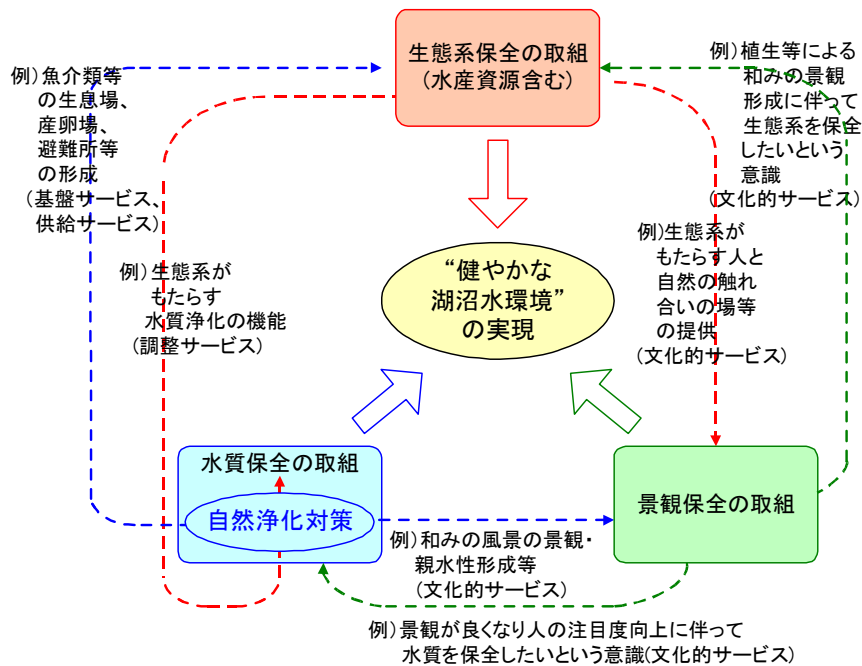 生態系保全の取組
(水産資源含む)
例)魚介類等
の生息場、
産卵場、
避難所等
の形成
(基盤サービス、
供給サービス)
例)植生等による
和みの景観
形成に伴って
生態系を保全
したいという
意識
(文化的サービス)
例)生態系が
もたらす
水質浄化の機能
(調整サービス)
“健やかな
湖沼水環境”
の実現
例)生態系が
もたらす人と
自然の触れ
合いの場等
の提供
(文化的サービス)
水質保全の取組
自然浄化対策
景観保全の取組
例)和みの風景の景観・
親水性形成等
(文化的サービス)
例)景観が良くなり人の注目度向上に伴って
水質を保全したいという意識(文化的サービス)